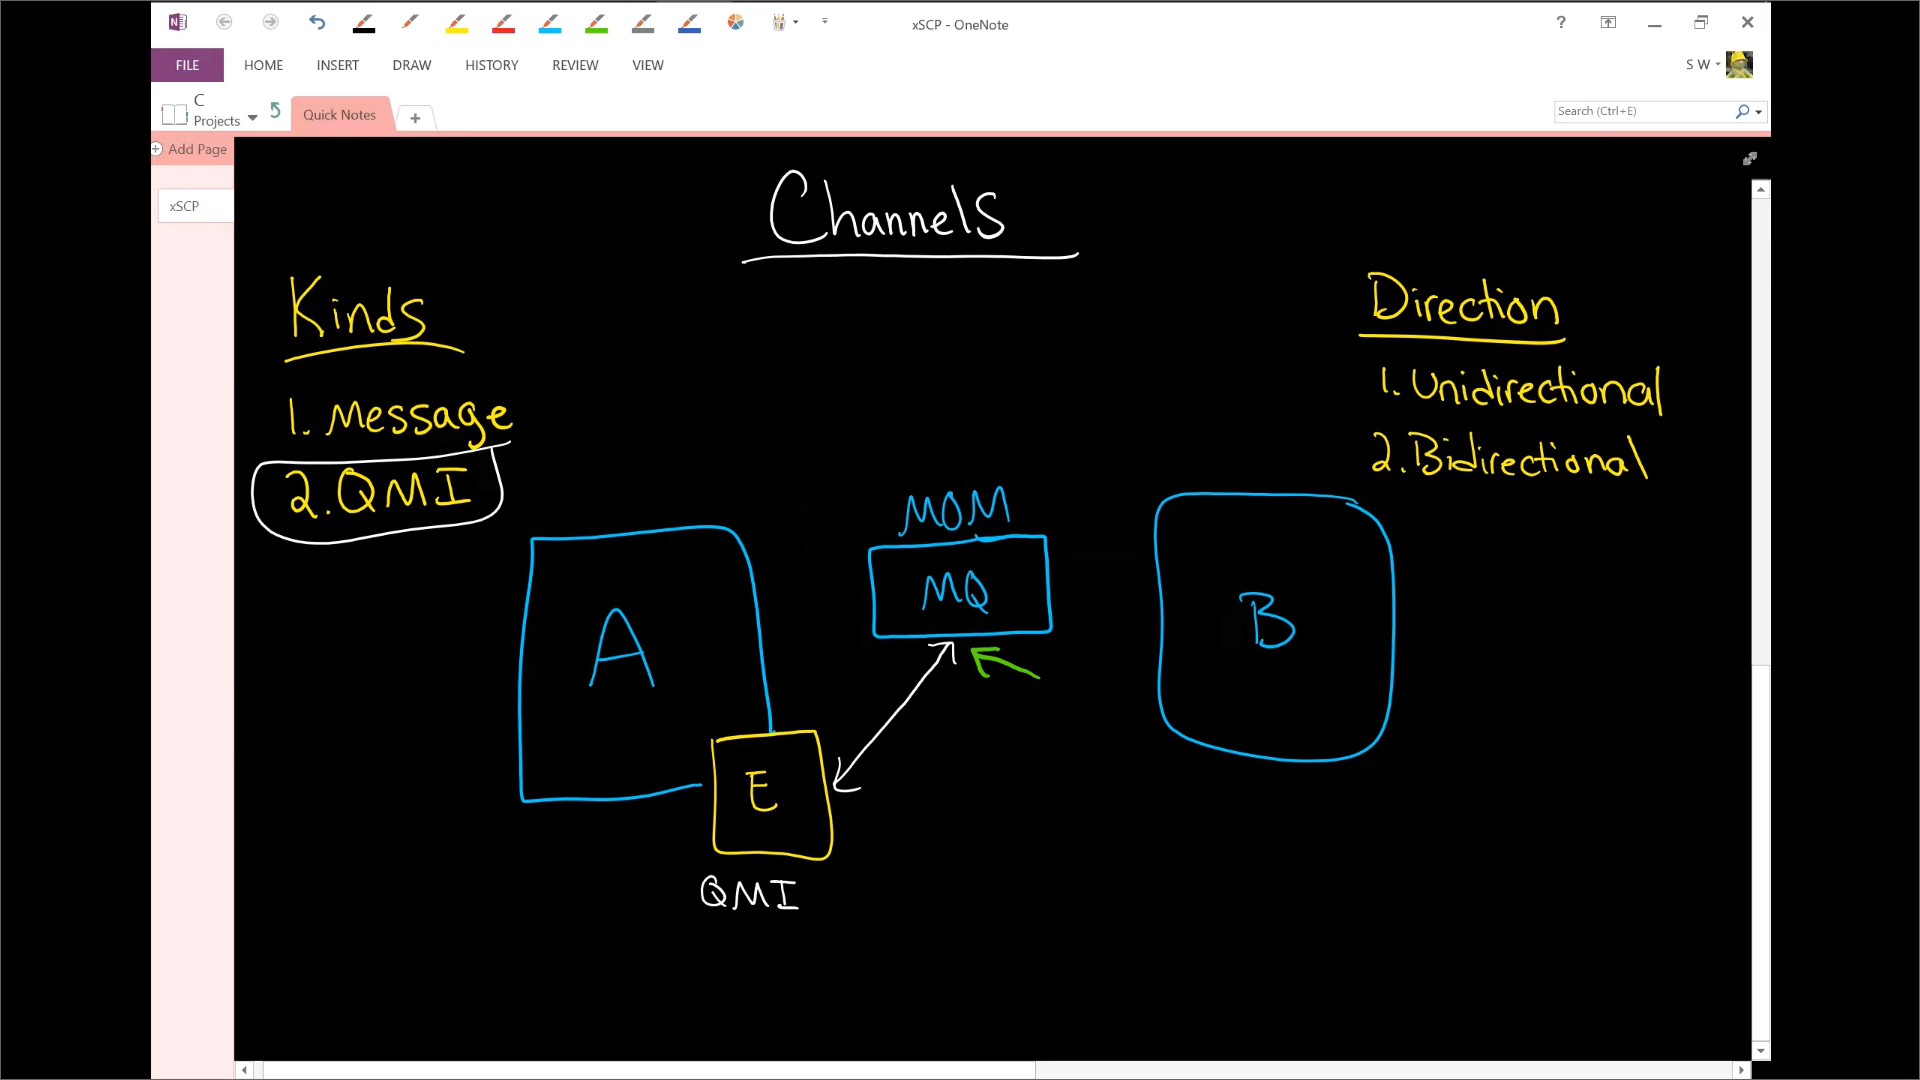 xSCP - OneNote
?
FILE HOME INSERT DRAW HISTORY REVIEW VIEW
S W
C
Projects
Quick Notes
+
Search (Ctrl+E)
Add Page
xSCP
Channels
Kinds
1. Message
2. QMI
Direction
1. Unidirectional
2. Bidirectional
MOM
MQ
A
B
E
QMI